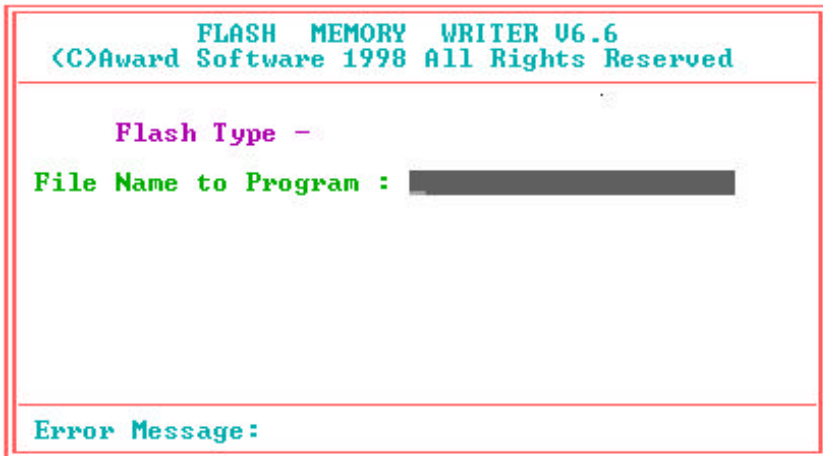 FLASH MEMORY WRITER V6.6
(C)Award Software 1998 All Rights Reserved
Flash Type -
File Name to Program :
Error Message: